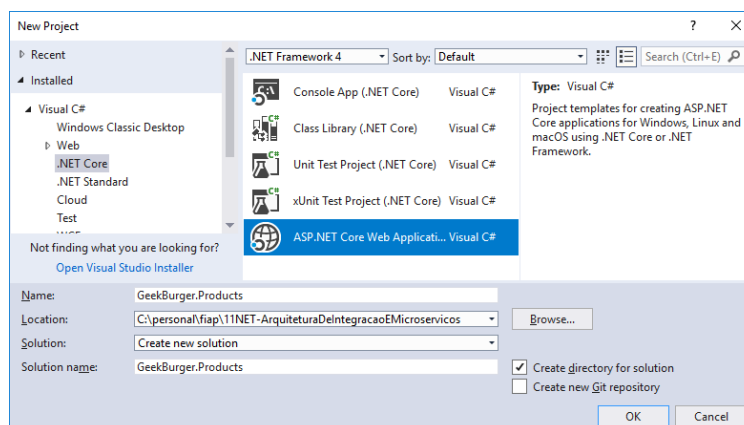 New Project
Recent
.NET Framework 4
Sort by: Default
Search (Ctrl+E)
Installed
Visual C#
Windows Classic Desktop
Web
.NET Core
.NET Standard
Cloud
Test
Not finding what you are looking for?
Open Visual Studio Installer
Console App (.NET Core) Visual C#
Class Library (.NET Core) Visual C#
Unit Test Project (.NET Core) Visual C#
xUnit Test Project (.NET Core) Visual C#
ASP.NET Core Web Applicati... Visual C#
Type: Visual C#
Project templates for creating ASP.NET
Core applications for Windows, Linux and
macOS using .NET Core or .NET
Framework.
Name: GeekBurger.Products
Location: C:\personal\fiap\11NET-ArquiteturaDeIntegracaoEMicroservicos
Browse...
Solution: Create new solution
Solution name: GeekBurger.Products
Create directory for solution
Create new Git repository
OK
Cancel